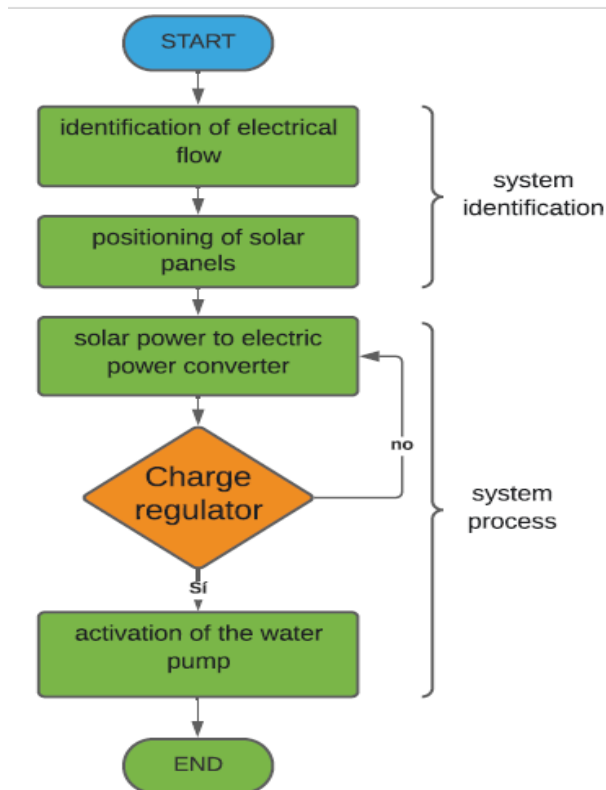 START
identification of electrical
flow
system
identification
positioning of solar
panels
solar power to electric
power converter
no
Charge
regulator
system
process
Sí
activation of the water
pump
END